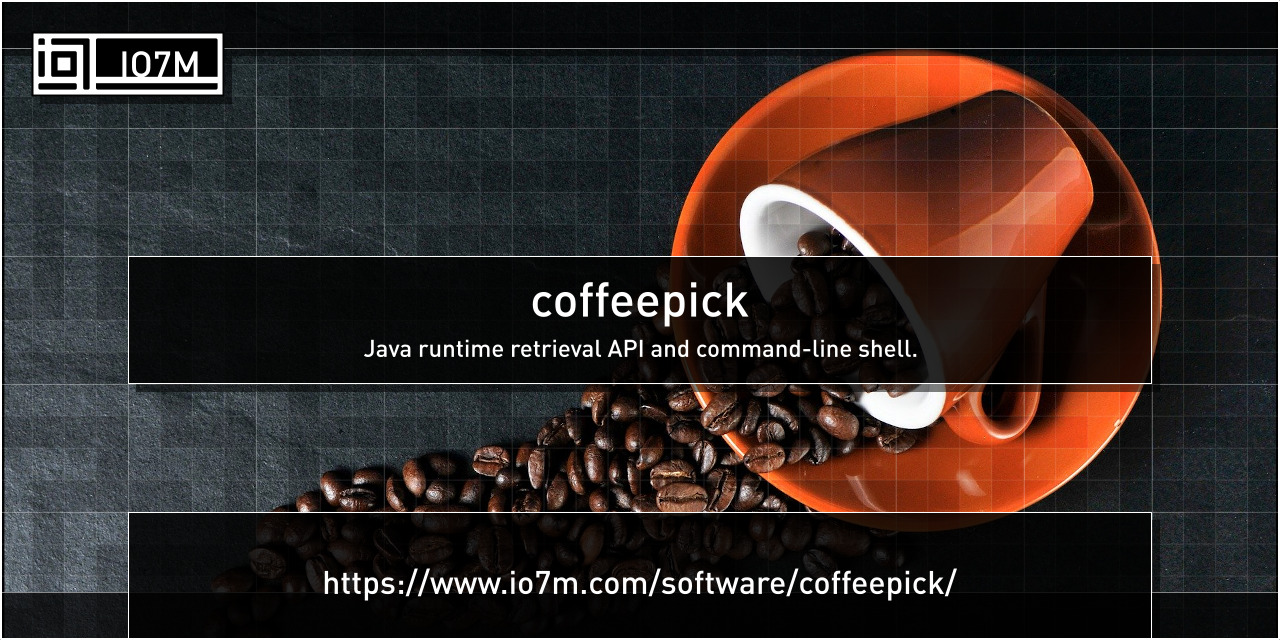 IO7M
coffeepick
Java runtime retrieval API and command-line shell.
https://www.io7m.com/software/coffeepick/